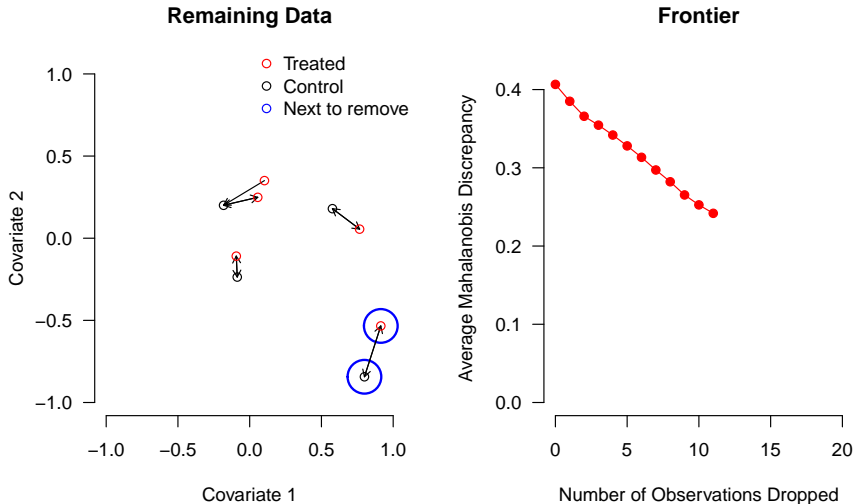 Remaining Data
Treated
Control
Next to remove
1.0
0.5
0.0
−0.5
−1.0
Covariate 2
−1.0 −0.5 0.0 0.5 1.0
Covariate 1
Frontier
0.4
0.3
0.2
0.1
0.0
Average Mahalanobis Discrepancy
0 5 10 15 20
Number of Observations Dropped